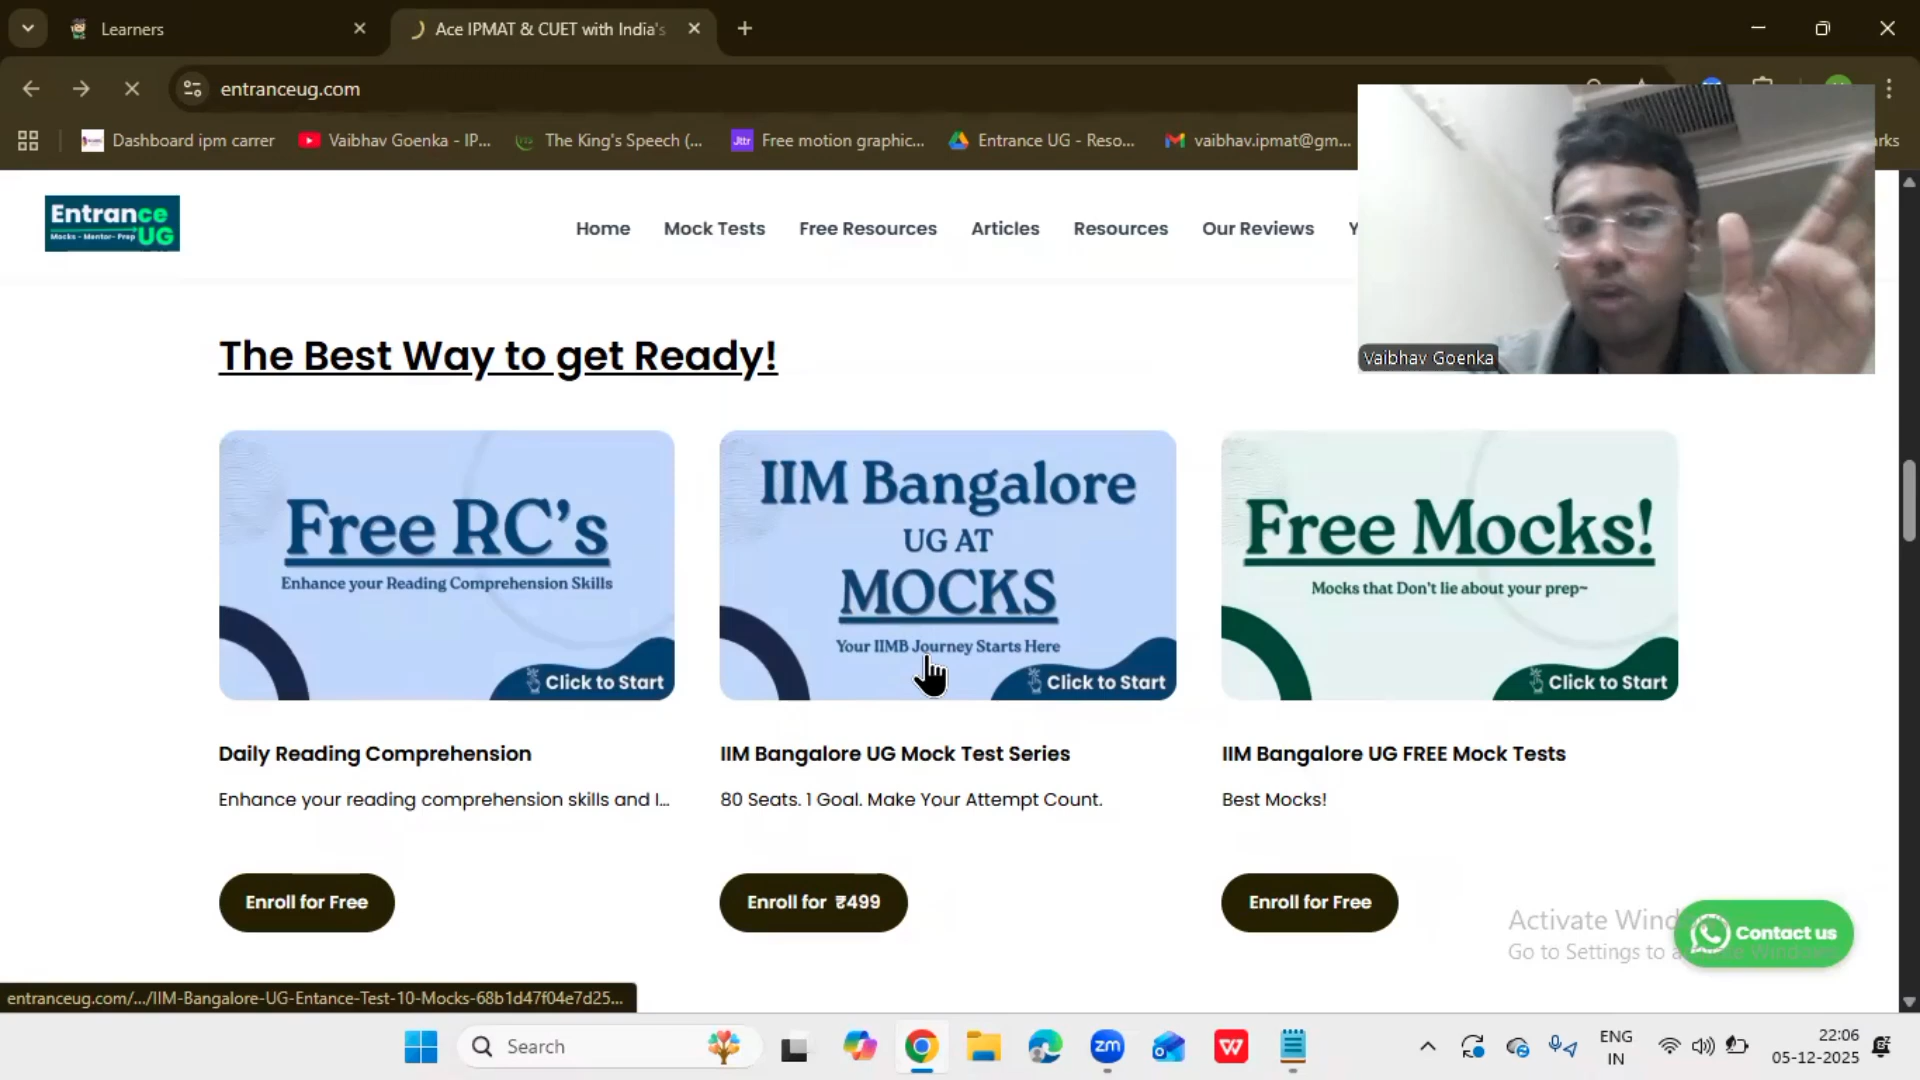 Learners
Ace IPMAT & CUET with India's
entranceug.com
Dashboard ipm carrer
Vaibhav Goenka - IP...
The King's Speech (...
Jttr
Free motion graphic...
Entrance UG - Reso...
vaibhav.ipmat@gm...
Entrance
Mocks - Mentor- Prep UG
Home
Mock Tests
Free Resources
Articles
Resources
Our Reviews
Vaibhav Goenka
The Best Way to get Ready!
Free RC's
Enhance your Reading Comprehension Skills
Click to Start
IIM Bangalore
UG AT
MOCKS
Your IIMB Journey Starts Here
Click to Start
Free Mocks!
Mocks that Don't lie about your prep~
Click to Start
Daily Reading Comprehension
IIM Bangalore UG Mock Test Series
IIM Bangalore UG FREE Mock Tests
Enhance your reading comprehension skills and l...
80 Seats. 1 Goal. Make Your Attempt Count.
Best Mocks!
Enroll for Free
Enroll for ₹499
Enroll for Free
Activate
Go to Settings to
Contact us
entranceug.com/.../IIM-Bangalore-UG-Entance-Test-10-Mocks-68b1d47f04e7d25...
Search
zm
W
ENG
IN
22:06
05-12-2025